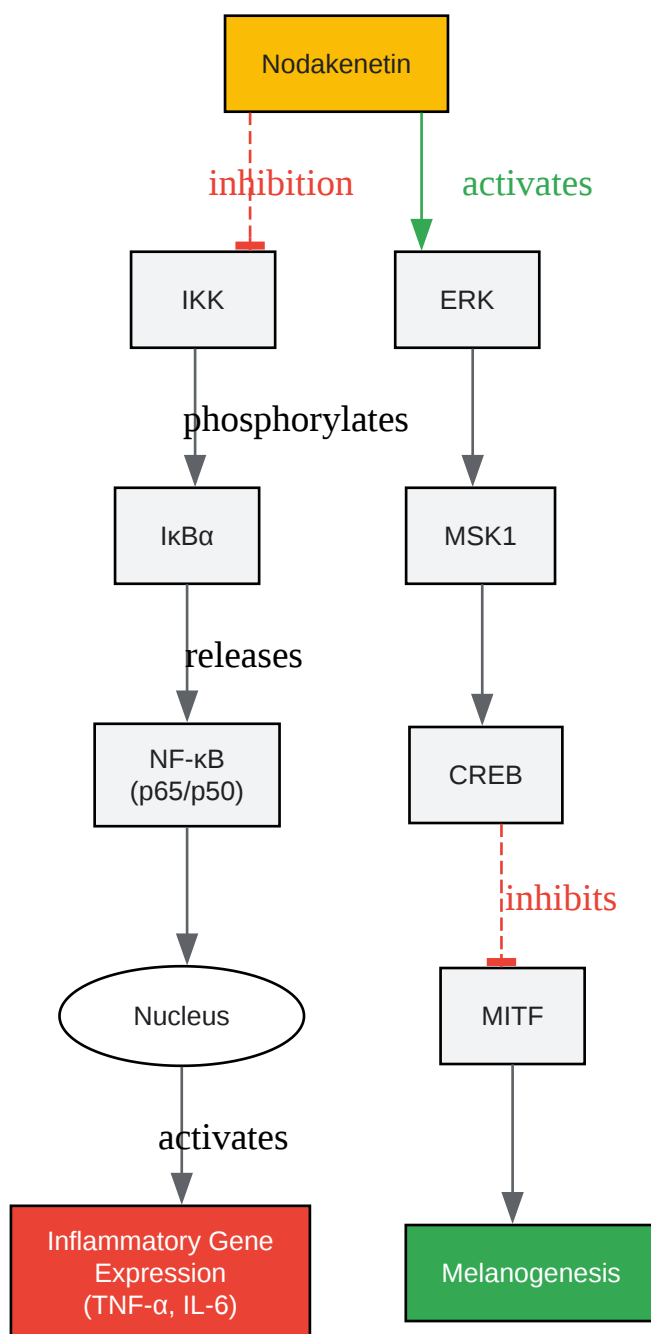 Nodakenetin
inhibition
activates
IKK
ERK
phosphorylates
IκBα
MSK1
releases
NF-κB
(p65/p50)
CREB
inhibits
Nucleus
MITF
activates
Inflammatory Gene
Expression
(TNF-α, IL-6)
Melanogenesis